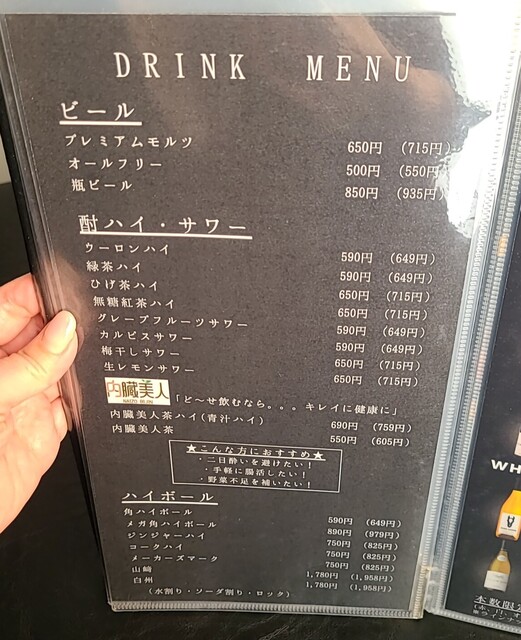 DRINK MENU
ビール
プレミアムモルツ 650円 (715円)
オールフリー 500円 (550円)
瓶ビール 850円 (935円)
酎ハイ・サワー
ウーロンハイ 590円 (649円)
緑茶ハイ 590円 (649円)
ひげ茶ハイ 650円 (715円)
無糖紅茶ハイ 650円 (715円)
グレープフルーツサワー 590円 (649円)
カルピスサワー 590円 (649円)
梅干しサワー 650円 (715円)
生レモンサワー 650円 (715円)
内臓美人 「ど～せ飲むなら。。。キレイに健康に」
NAIZO BIJIN
内臓美人茶ハイ(青汁ハイ) 690円 (759円)
内臓美人茶 550円 (605円)
★こんな方におすすめ★
・二日酔いを避けたい！
・手軽に腸活したい！
・野菜不足を補いたい！
ハイボール
角ハイボール 590円 (649円)
メガ角ハイボール 890円 (979円)
ジンジャーハイ 750円 (825円)
コークハイ 750円 (825円)
メーカーズマーク 750円 (825円)
山崎 1,780円 (1,958円)
白州 1,780円 (1,958円)
(水割り・ソーダ割り・ロック)
WH
本数限